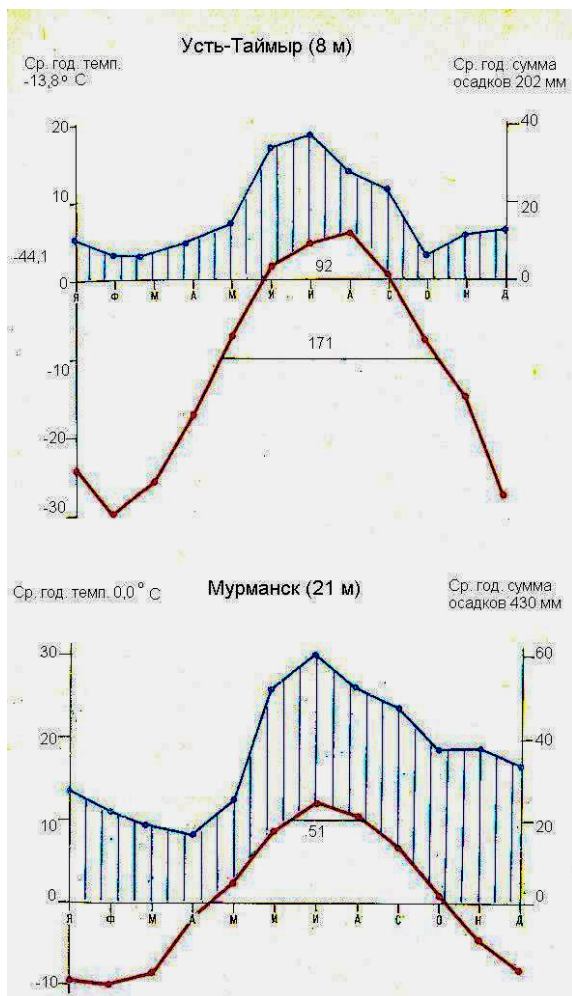 Усть-Таймыр (8 м)
Ср. год. темп.
-13,8° С
Ср. год. сумма
осадков 202 мм
20
40
10
20
-44,1
0
0
92
Я Ф М А М И И А С О Н Д
171
-10
-20
-30
Ср. год. темп. 0,0° С
Мурманск (21 м)
Ср. год. сумма
осадков 430 мм
30
60
20
40
10
20
51
0
0
Я Ф М А М И И А С О Н Д
-10